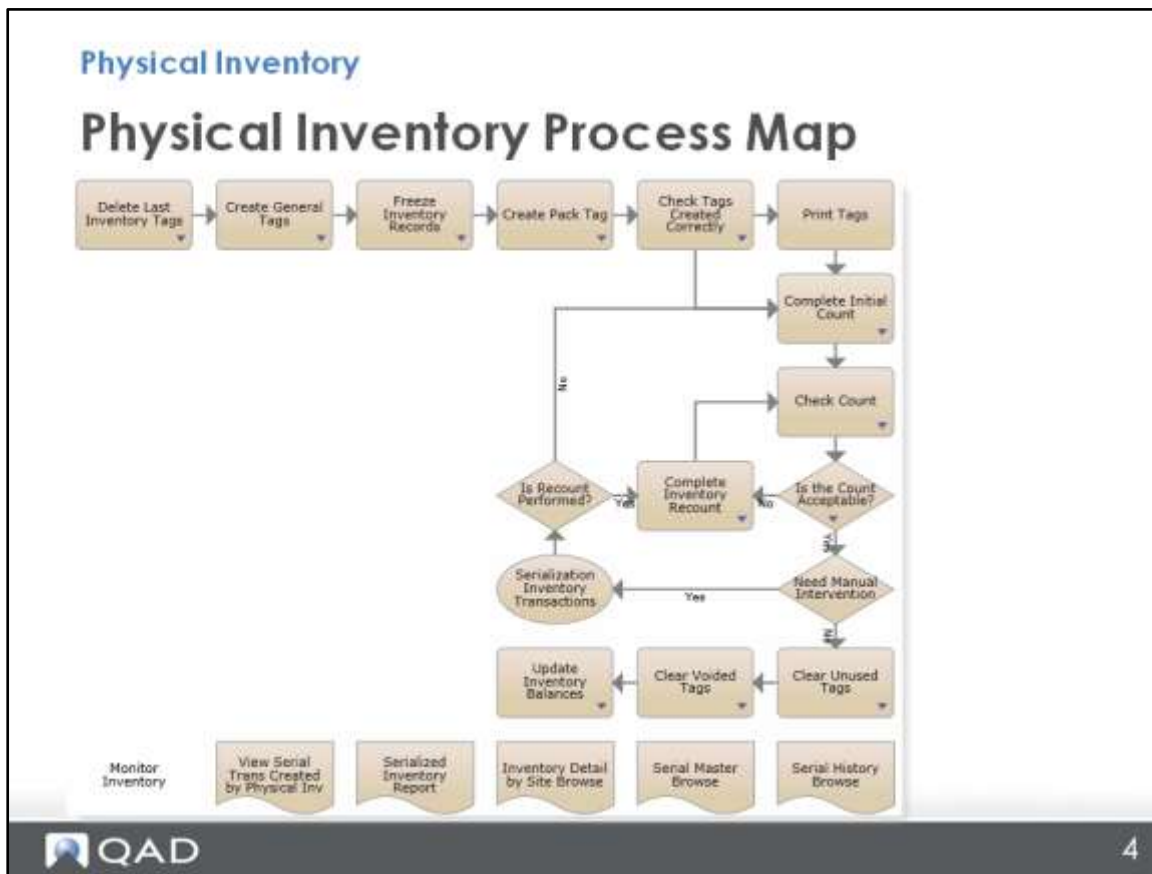 Physical Inventory
Physical Inventory Process Map
Delete Last
Inventory Tags
Create General
Tags
Freeze
Inventory
Records
Create Pack Tag
Check Tags
Created
Correctly
Print Tags
Complete Initial
Count
No
Check Count
Is Recount
Performed?
Yes
Complete
Inventory
Recount
No
Is the Count
Acceptable?
Yes
Serialization
Inventory
Transactions
Yes
Need Manual
Intervention
No
Update
Inventory
Balances
Clear Voided
Tags
Clear Unused
Tags
Monitor
Inventory
View Serial
Trans Created
by Physical Inv
Serialized
Inventory
Report
Inventory Detail
by Site Browse
Serial Master
Browse
Serial History
Browse
QAD
4